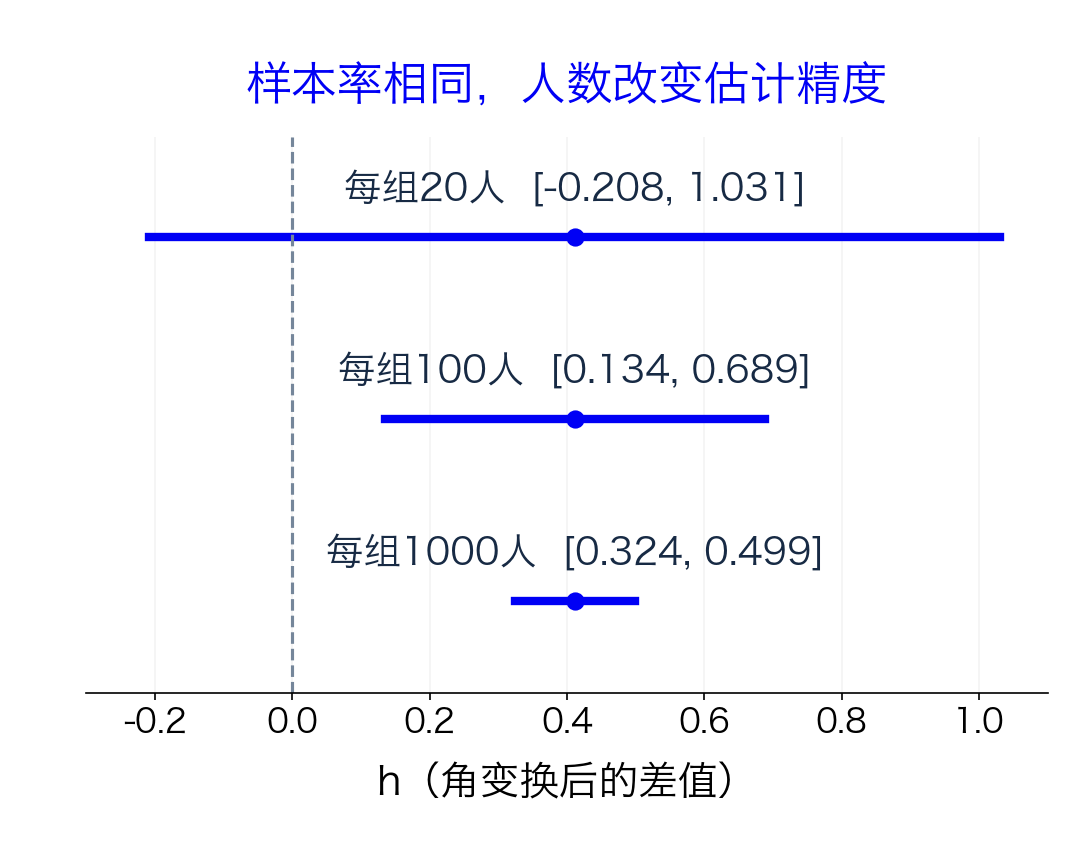 样本率相同，人数改变估计精度
每组20人 [-0.208, 1.031]
每组100人 [0.134, 0.689]
每组1000人 [0.324, 0.499]
-0.2 0.0 0.2 0.4 0.6 0.8 1.0
h（角变换后的差值）